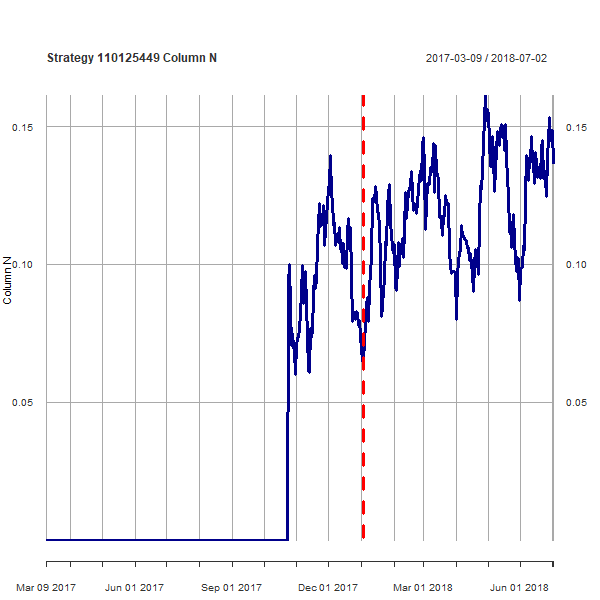 Strategy 110125449 Column N
2017-03-09 / 2018-07-02
0.15
0.15
0.10
0.10
Column N
0.05
0.05
Mar 09 2017
Jun 01 2017
Sep 01 2017
Dec 01 2017
Mar 01 2018
Jun 01 2018